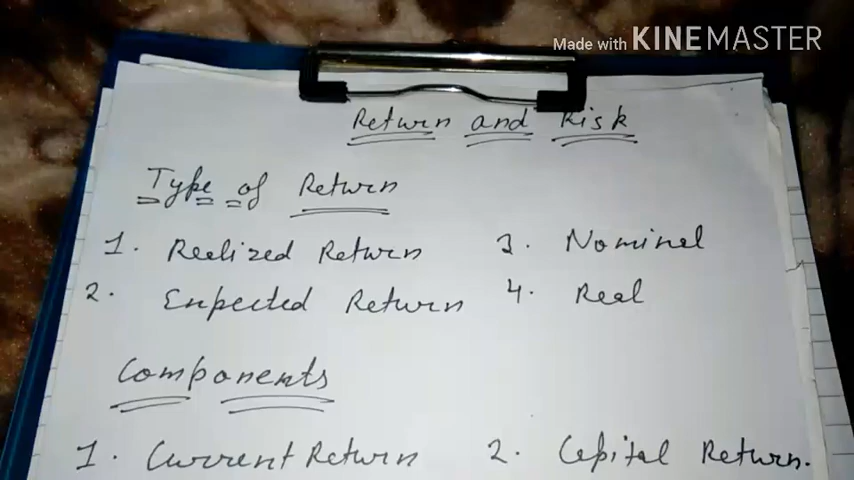 Made with KINEMASTER
Return and Risk
Type of Return
1. Realized Return 3. Nominal
2. Expected Return 4. Real
Components
1. Current Return 2. Capital Return.